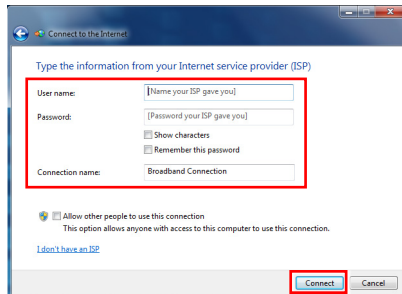 Connect to the Internet
Type the information from your Internet service provider (ISP)
User name: [Name your ISP gave you]
Password: [Password your ISP gave you]
Show characters
Remember this password
Connection name: Broadband Connection
Allow other people to use this connection
This option allows anyone with access to this computer to use this connection.
I don't have an ISP
Connect Cancel